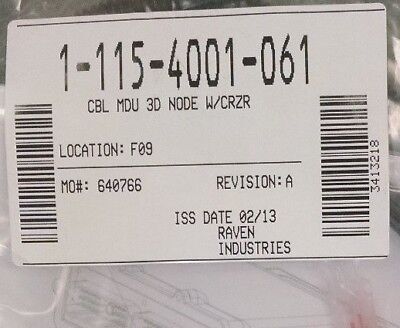 1-115-4001-061
CBL MDU 3D NODE W/CRZR
LOCATION: F09
MO#: 640766 REVISION: A
ISS DATE 02/13
RAVEN
INDUSTRIES
3413218